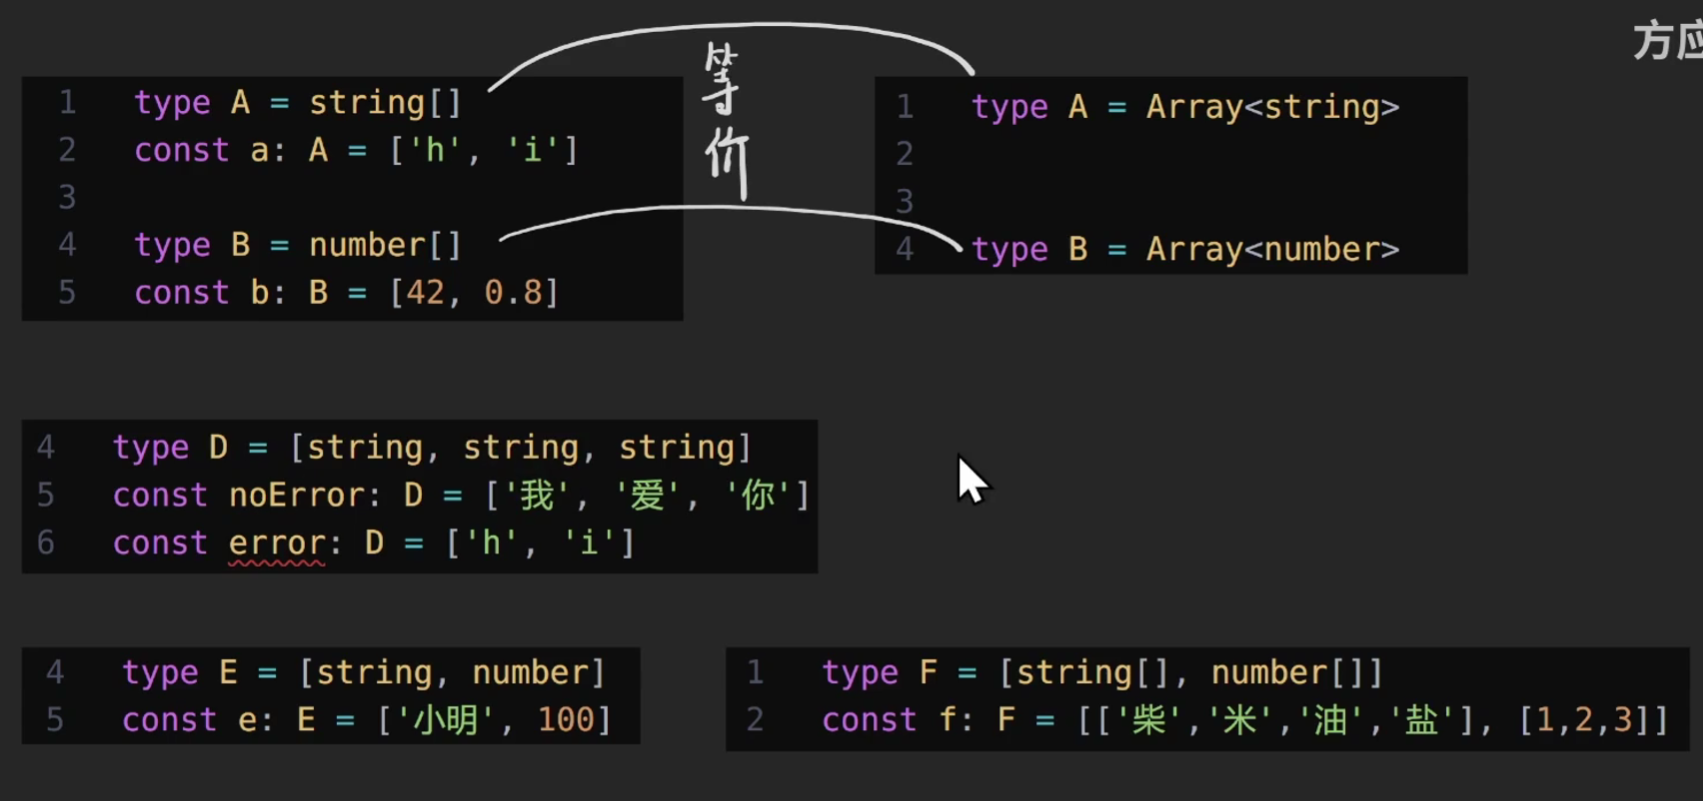 方应
1 type A = string[]
2 const a: A = ['h', 'i']
3
4 type B = number[]
5 const b: B = [42, 0.8]
等价
1 type A = Array<string>
2
3
4 type B = Array<number>
4 type D = [string, string, string]
5 const noError: D = ['我', '爱', '你']
6 const error: D = ['h', 'i']
4 type E = [string, number]
5 const e: E = ['小明', 100]
1 type F = [string[], number[]]
2 const f: F = [['柴','米','油','盐'], [1,2,3]]